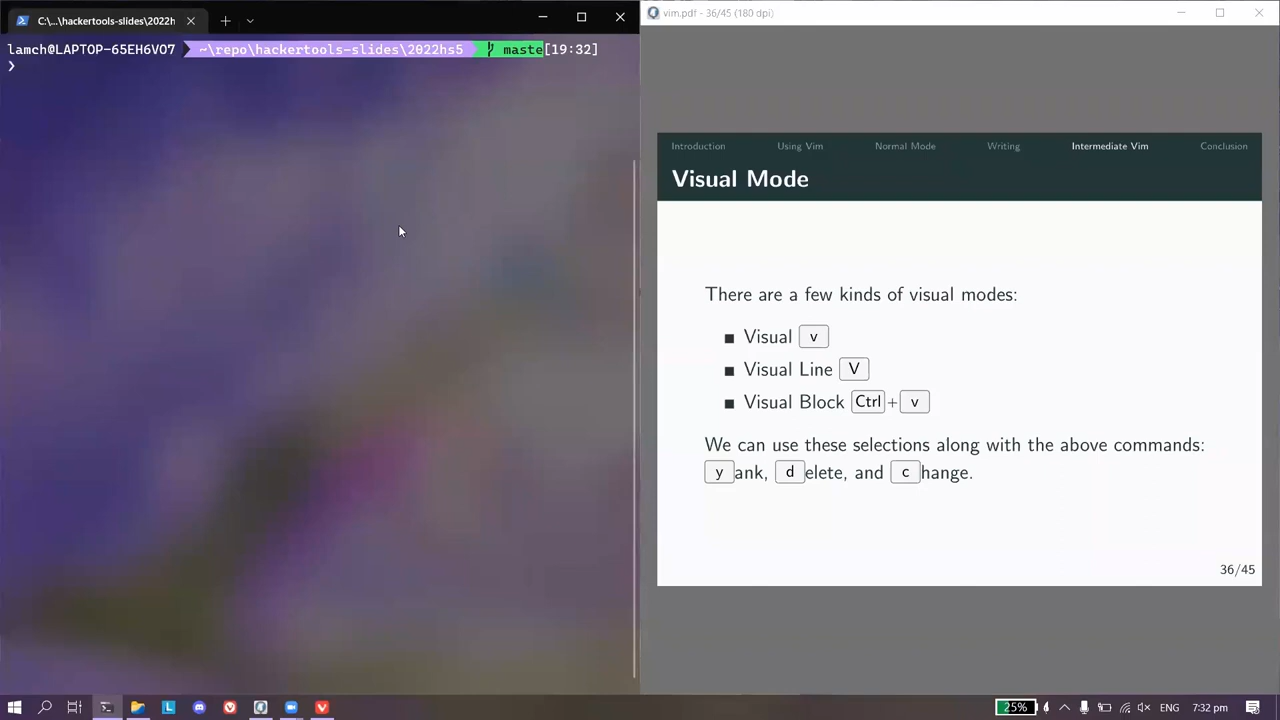 C:\..\hackertools-slides\2022h
lamch@LAPTOP-65EH6VO7 ~\repo\hackertools-slides\2022hs5 maste[19:32]
❯
vim.pdf - 36/45 (180 dpi)
Introduction Using Vim Normal Mode Writing Intermediate Vim Conclusion
Visual Mode
There are a few kinds of visual modes:
Visual v
Visual Line V
Visual Block Ctrl+v
We can use these selections along with the above commands:
yank, delete, and change.
36/45
25% ENG 7:32 pm